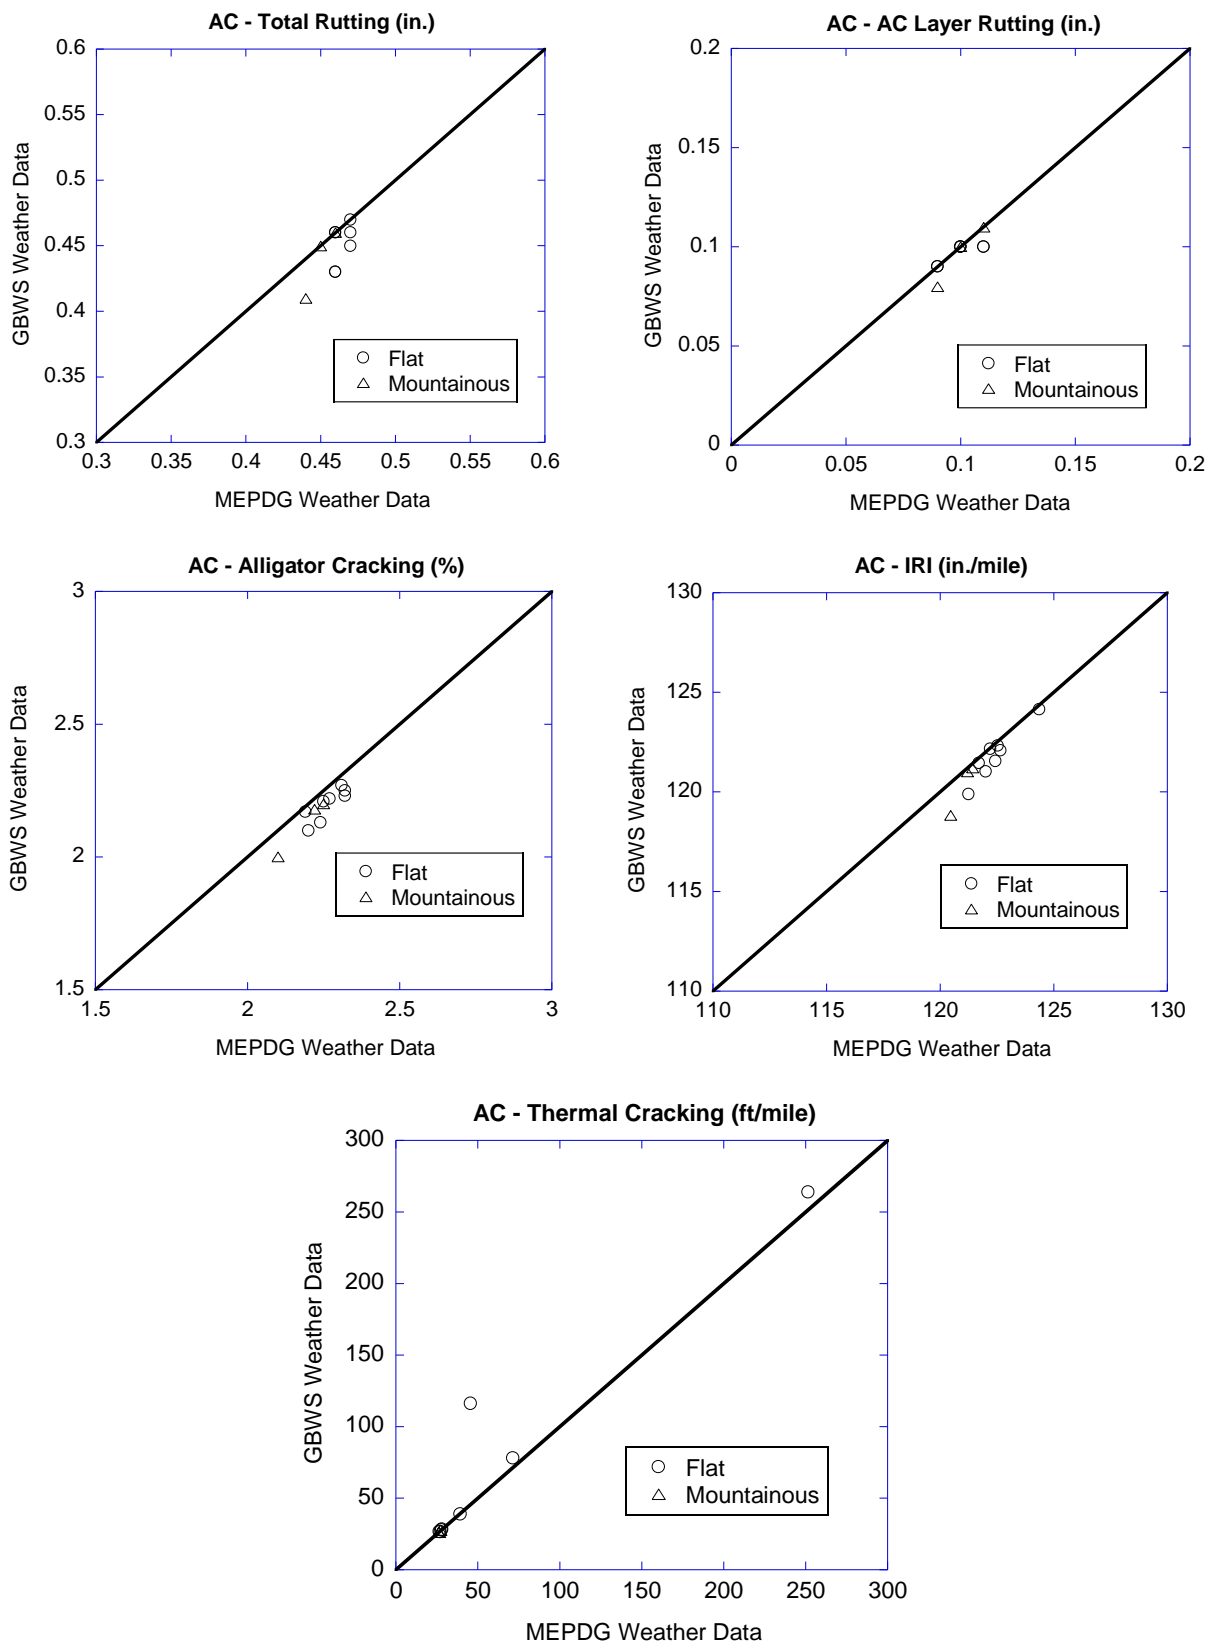 AC - Total Rutting (in.)
0.6
0.55
0.5
0.45
0.4
0.35
0.3
GBWS Weather Data
Flat
Mountainous
0.3 0.35 0.4 0.45 0.5 0.55 0.6
MEPDG Weather Data
AC - AC Layer Rutting (in.)
0.2
0.15
0.1
0.05
0
GBWS Weather Data
Flat
Mountainous
0 0.05 0.1 0.15 0.2
MEPDG Weather Data
AC - Alligator Cracking (%)
3
2.5
2
1.5
GBWS Weather Data
Flat
Mountainous
1.5 2 2.5 3
MEPDG Weather Data
AC - IRI (in./mile)
130
125
120
115
110
GBWS Weather Data
Flat
Mountainous
110 115 120 125 130
MEPDG Weather Data
AC - Thermal Cracking (ft/mile)
300
250
200
150
100
50
0
GBWS Weather Data
Flat
Mountainous
0 50 100 150 200 250 300
MEPDG Weather Data